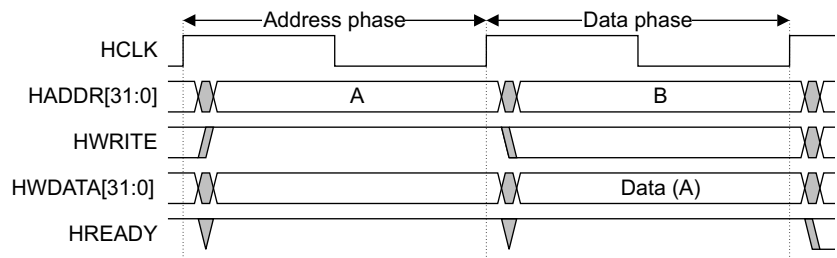 Address phase Data phase
HCLK
HADDR[31:0] A B
HWRITE
HWDATA[31:0] Data (A)
HREADY